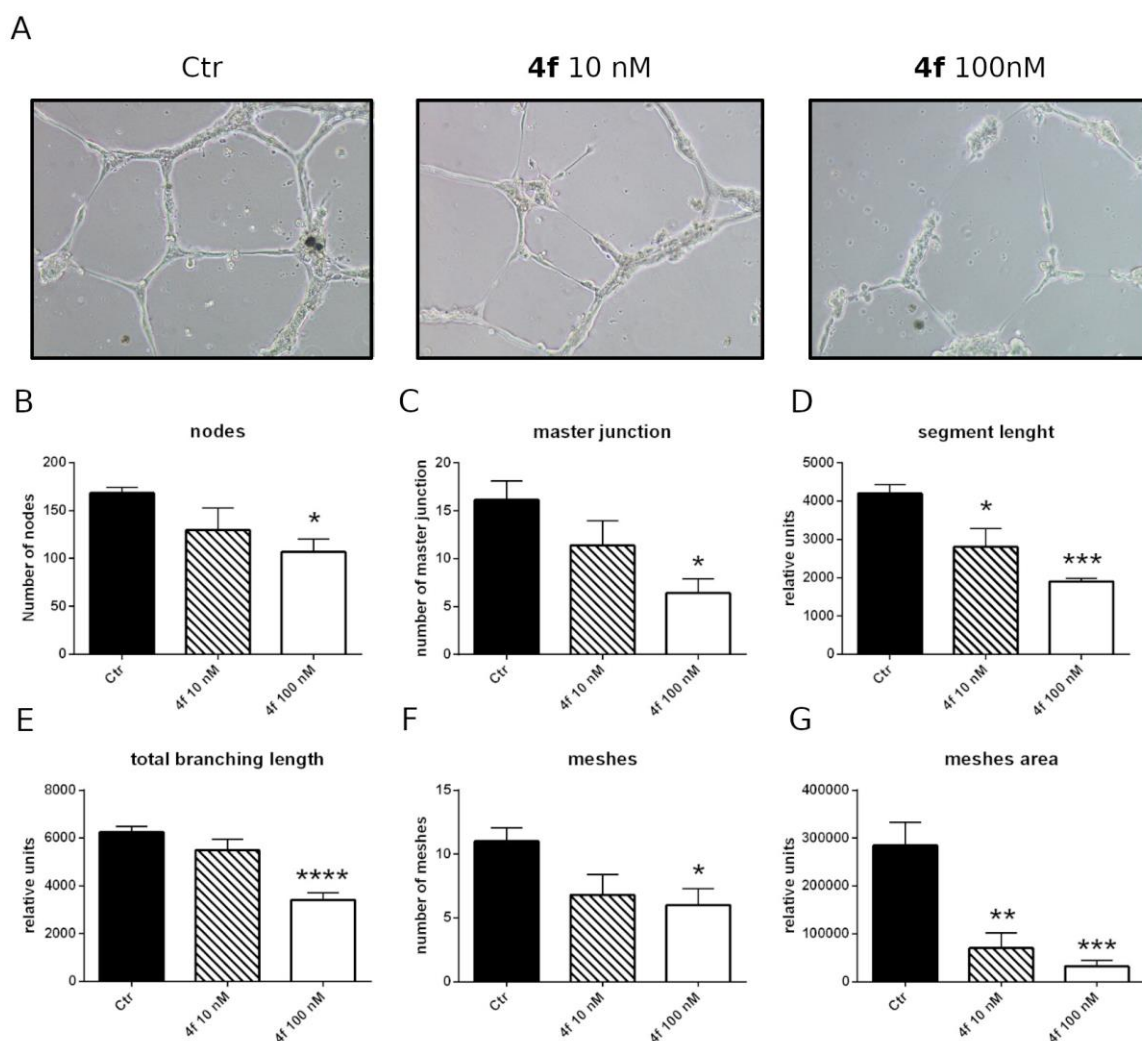 A
Ctr
4f 10 nM
4f 100nM
B
nodes
Number of nodes
200
150
100
50
0
*
Ctr
4f 10 nM
4f 100 nM
C
master junction
number of master junction
20
15
10
5
0
*
Ctr
4f 10 nM
4f 100 nM
D
segment lenght
relative units
5000
4000
3000
2000
1000
0
*
***
Ctr
4f 10 nM
4f 100 nM
E
total branching length
relative units
8000
6000
4000
2000
0
****
Ctr
4f 10 nM
4f 100 nM
F
meshes
number of meshes
15
10
5
0
*
Ctr
4f 10 nM
4f 100 nM
G
meshes area
relative units
400000
300000
200000
100000
0
**
***
Ctr
4f 10 nM
4f 100 nM